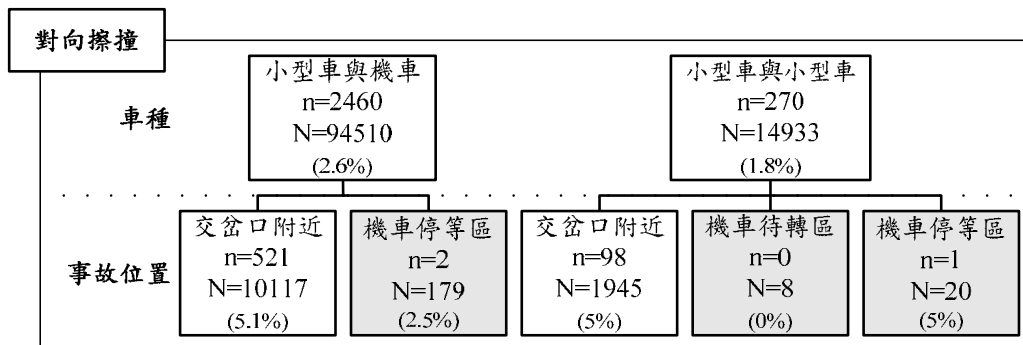 對向擦撞
車種
小型車與機車
n=2460
N=94510
(2.6%)
小型車與小型車
n=270
N=14933
(1.8%)
事故位置
交岔口附近
n=521
N=10117
(5.1%)
機車停等區
n=2
N=179
(2.5%)
交岔口附近
n=98
N=1945
(5%)
機車待轉區
n=0
N=8
(0%)
機車停等區
n=1
N=20
(5%)